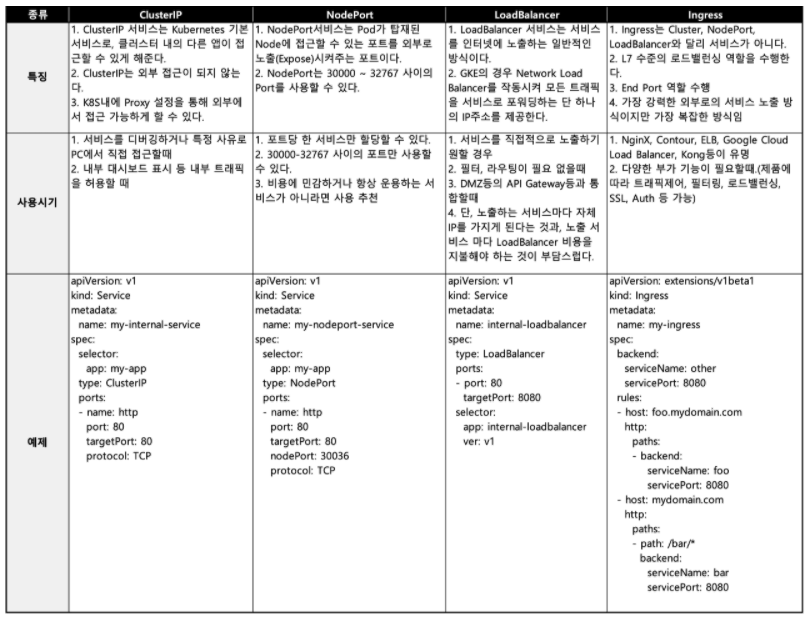 종류
ClusterIP
NodePort
LoadBalancer
Ingress
특징
1. ClusterIP 서비스는 Kubernetes 기본
서비스로, 클러스터 내의 다른 앱이 접
근할 수 있게 해준다.
2. ClusterIP는 외부 접근이 되지 않는
다.
3. K8S내에 Proxy 설정을 통해 외부에
서 접근 가능하게 할 수 있다.
1. NodePort서비스는 Pod가 탑재된
Node에 접근할 수 있는 포트를 외부로
노출(Expose)시켜주는 포트이다.
2. NodePort는 30000 ~ 32767 사이의
Port를 사용할 수 있다.
1. LoadBalancer 서비스는 서비스
를 인터넷에 노출하는 일반적인
방식이다.
2. GKE의 경우 Network Load
Balancer를 작동시켜 모든 트래픽
을 서비스로 포워딩하는 단 하나
의 IP주소를 제공한다.
1. Ingress는 Cluster, NodePort,
LoadBalancer와 달리 서비스가 아니다.
2. L7 수준의 로드밸런싱 역할을 수행한
다.
3. End Port 역할 수행
4. 가장 강력한 외부로의 서비스 노출 방
식이지만 가장 복잡한 방식임
사용시기
1. 서비스를 디버깅하거나 특정 사유로
PC에서 직접 접근할때
2. 내부 대시보드 표시 등 내부 트래픽
을 허용할 때
1. 포트당 한 서비스만 할당할 수 있다.
2. 30000-32767 사이의 포트만 사용할
수 있다.
3. 비용에 민감하거나 항상 운용하는 서
비스가 아니라면 사용 추천
1. 서비스를 직접적으로 노출하기
원할 경우
2. 필터, 라우팅이 필요 없을때
3. DMZ등의 API Gateway등과 통
합할때
4. 단, 노출하는 서비스마다 자체
IP를 가지게 된다는 것과, 노출 서
비스 마다 LoadBalancer 비용을
지불해야 하는 것이 부담스럽다.
1. NginX, Contour, ELB, Google Cloud
Load Balancer, Kong등이 유명
2. 다양한 부가 기능이 필요할때.(제품에
따라 트래픽제어, 필터링, 로드밸런싱,
SSL, Auth 등 가능)
예제
apiVersion: v1
kind: Service
metadata:
name: my-internal-service
spec:
selector:
app: my-app
type: ClusterIP
ports:
- name: http
port: 80
targetPort: 80
protocol: TCP
apiVersion: v1
kind: Service
metadata:
name: my-nodeport-service
spec:
selector:
app: my-app
type: NodePort
ports:
- name: http
port: 80
targetPort: 80
nodePort: 30036
protocol: TCP
apiVersion: v1
kind: Service
metadata:
name: internal-loadbalancer
spec:
type: LoadBalancer
ports:
- port: 80
targetPort: 8080
selector:
app: internal-loadbalancer
ver: v1
apiVersion: extensions/v1beta1
kind: Ingress
metadata:
name: my-ingress
spec:
backend:
serviceName: other
servicePort: 8080
rules:
- host: foo.mydomain.com
http:
paths:
- backend:
serviceName: foo
servicePort: 8080
- host: mydomain.com
http:
paths:
- path: /bar/*
backend:
serviceName: bar
servicePort: 8080